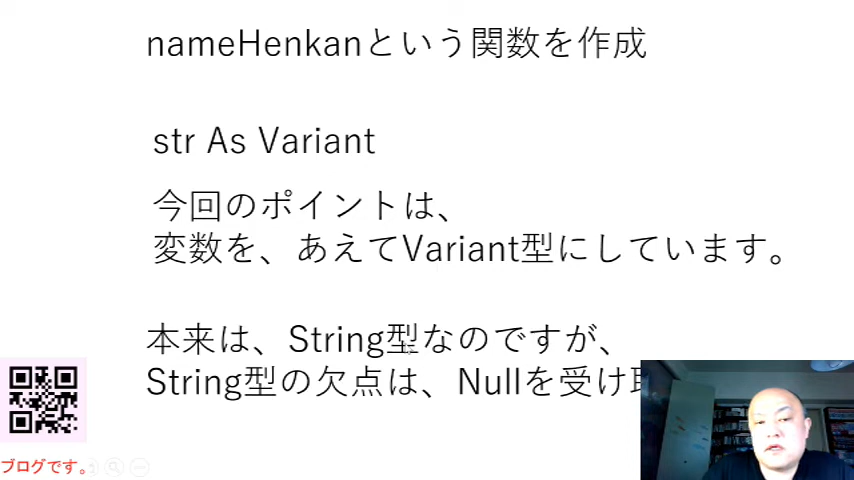 nameHenkanという関数を作成
str As Variant
今回のポイントは、
変数を、あえてVariant型にしています。
本来は、String型なのですが、
String型の欠点は、Nullを受け
ブログです。